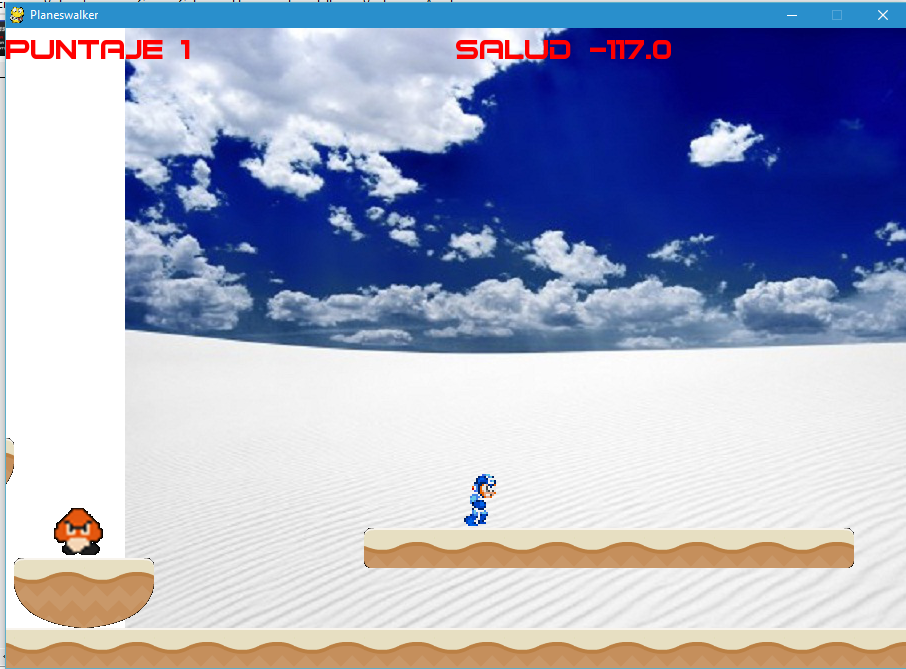 Planeswalker
PUNTAJE 1
SALUD -117.0